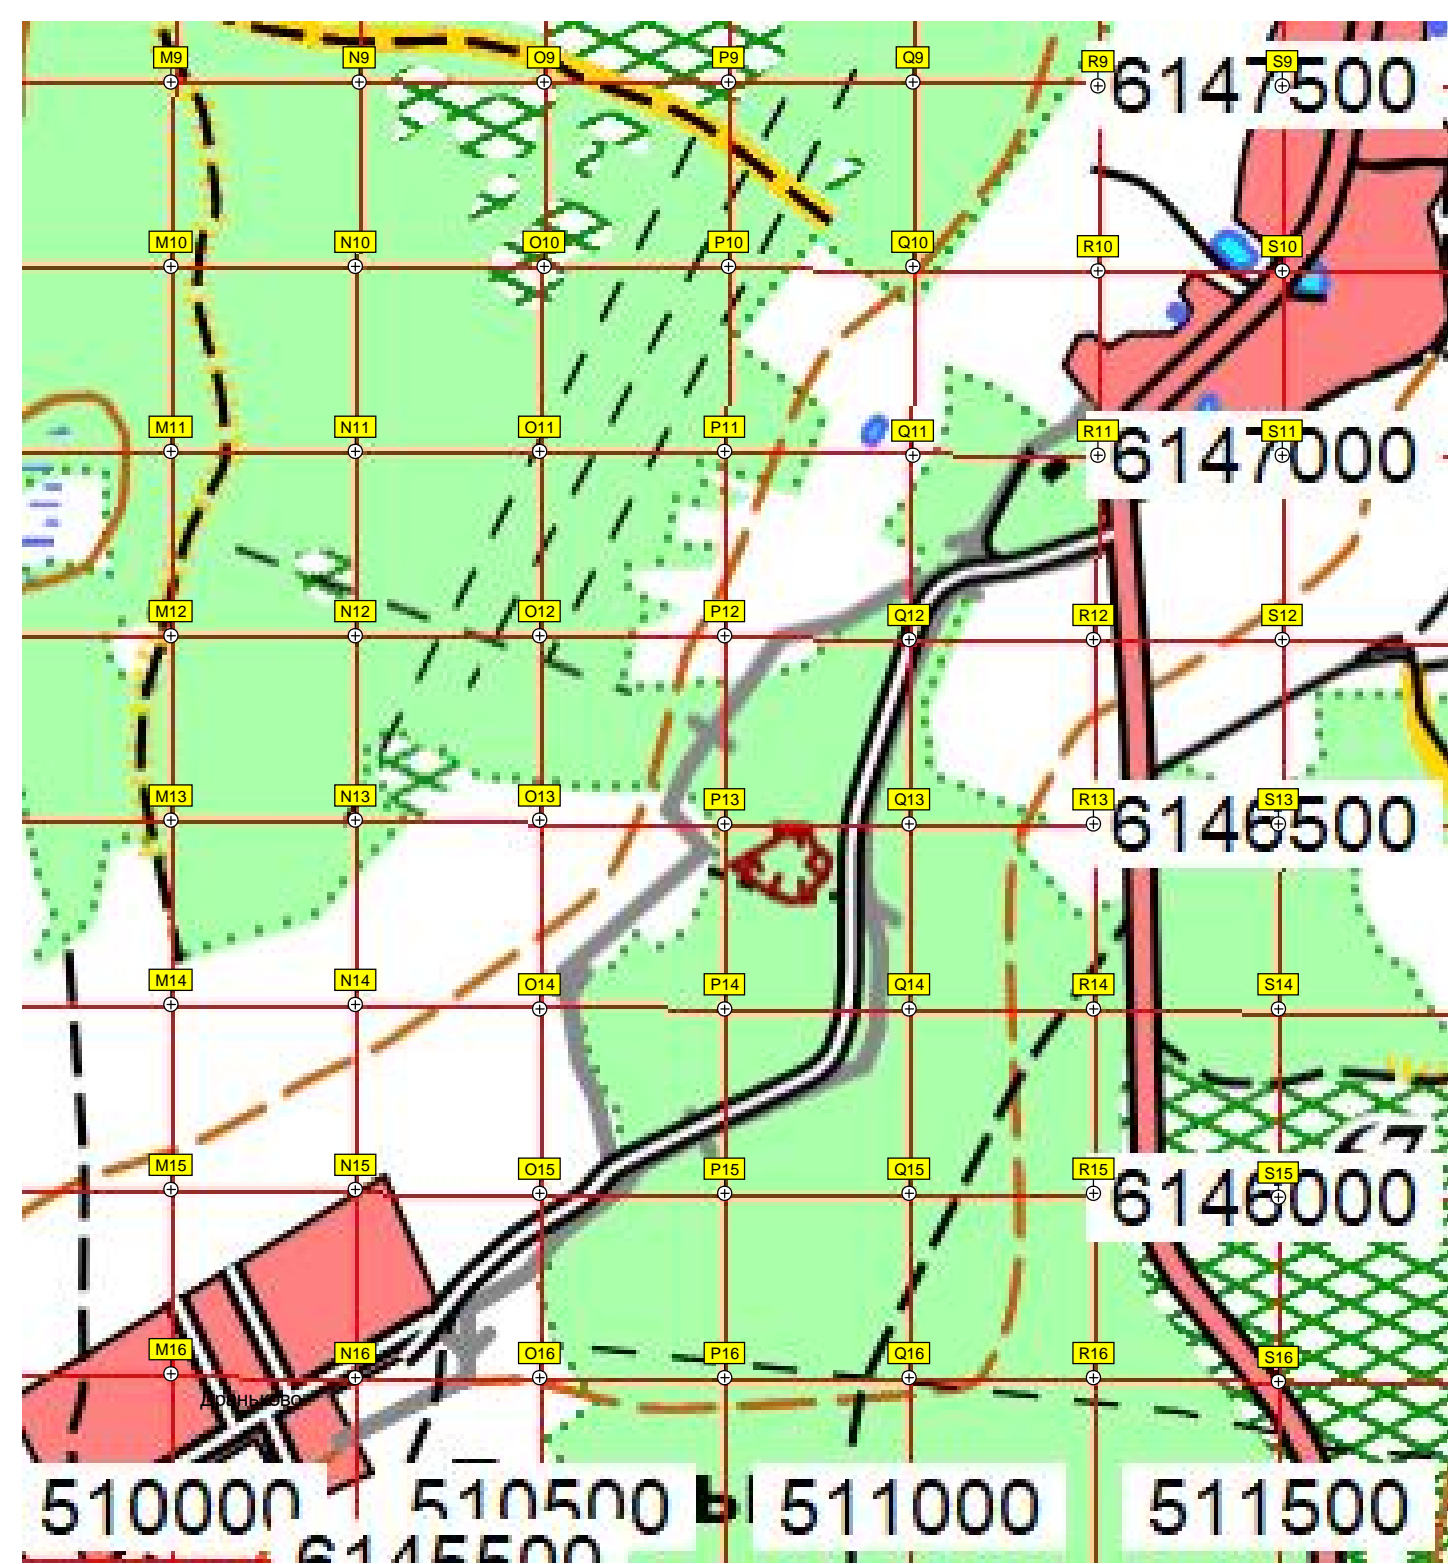 M9 N9 O9 P9 Q9 R9 S9
6147500
M10 N10 O10 P10 Q10 R10 S10
M11 N11 O11 P11 Q11 R11 S11
6147000
M12 N12 O12 P12 Q12 R12 S12
M13 N13 O13 P13 Q13 R13 S13
6146500
M14 N14 O14 P14 Q14 R14 S14
67
M15 N15 O15 P15 Q15 R15 S15
6146000
M16 N16 O16 P16 Q16 R16 S16
510000 510500 Ы 511000 511500
6145500